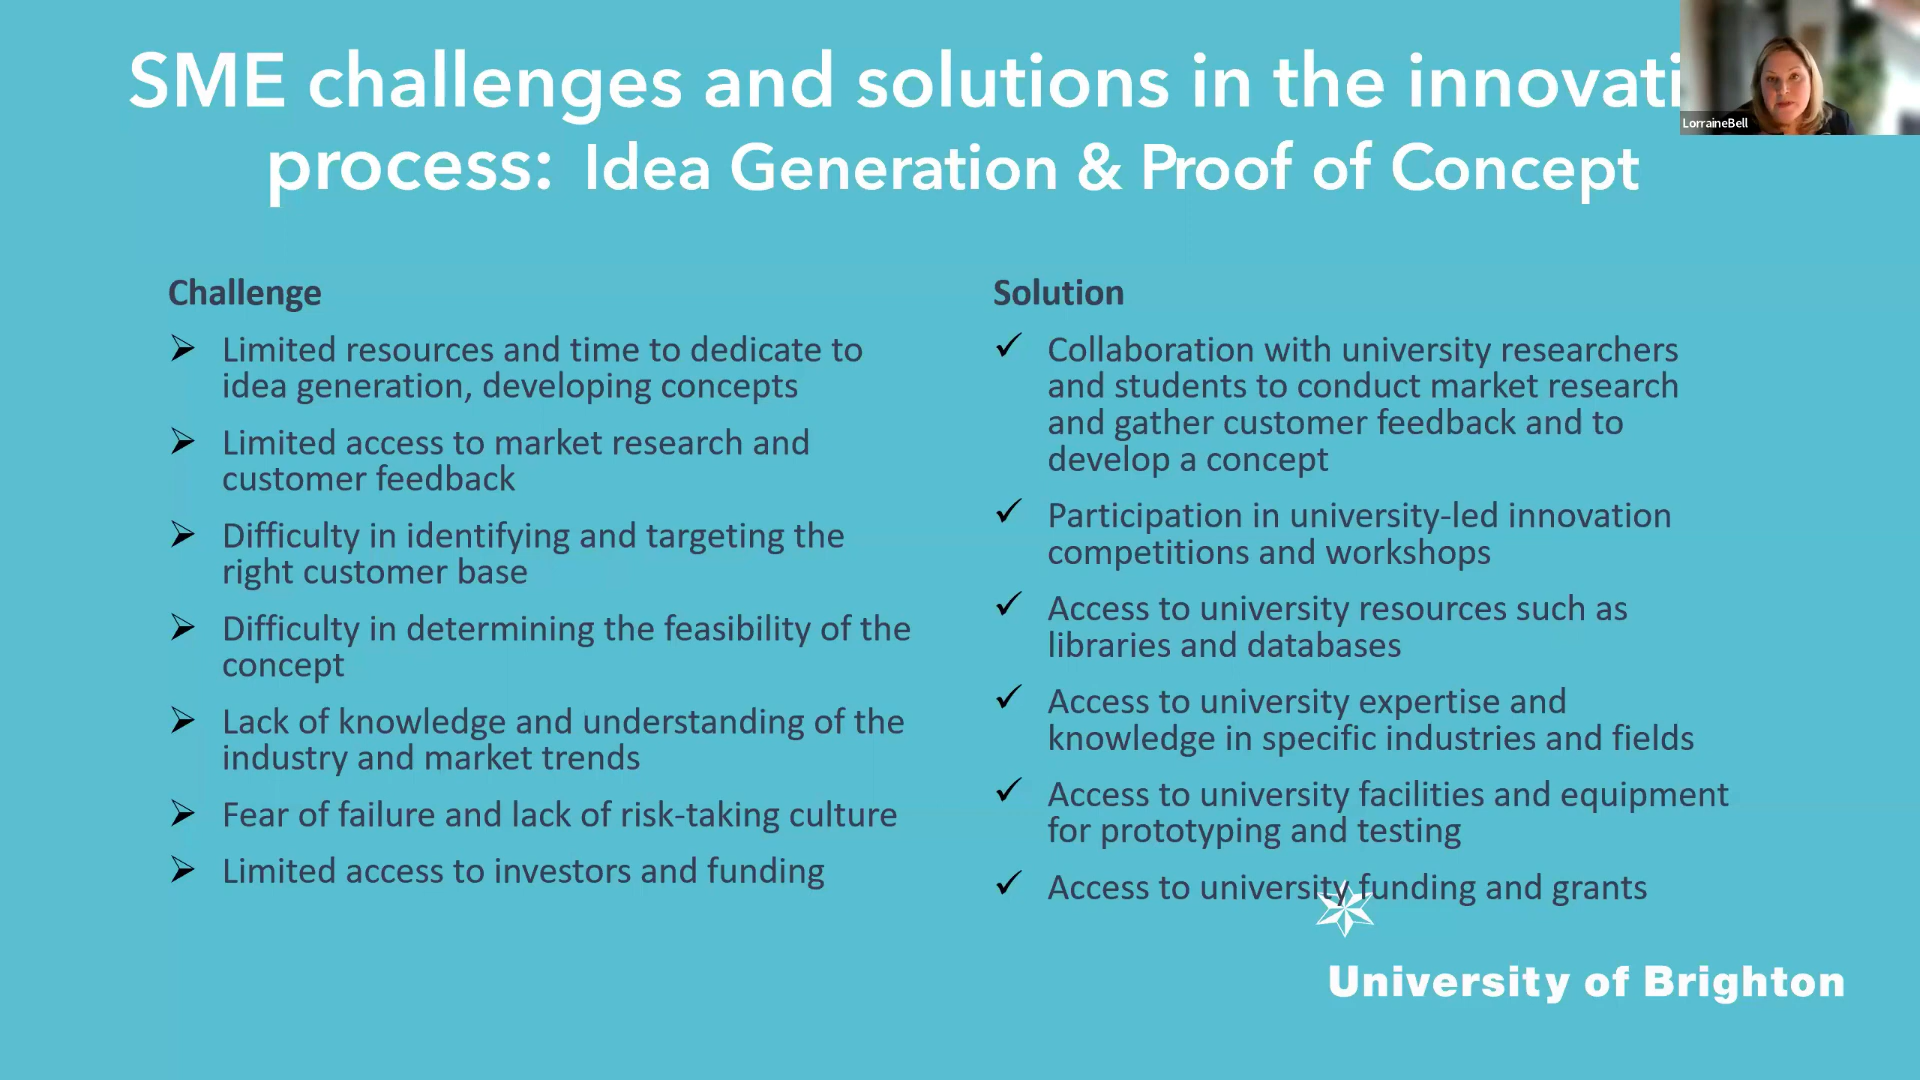 SME challenges and solutions in the innovati
process: Idea Generation & Proof of Concept
LorraineBell
Challenge
Limited resources and time to dedicate to
idea generation, developing concepts
Limited access to market research and
customer feedback
Difficulty in identifying and targeting the
right customer base
Difficulty in determining the feasibility of the
concept
Lack of knowledge and understanding of the
industry and market trends
Fear of failure and lack of risk-taking culture
Limited access to investors and funding
Solution
Collaboration with university researchers
and students to conduct market research
and gather customer feedback and to
develop a concept
Participation in university-led innovation
competitions and workshops
Access to university resources such as
libraries and databases
Access to university expertise and
knowledge in specific industries and fields
Access to university facilities and equipment
for prototyping and testing
Access to university funding and grants
University of Brighton